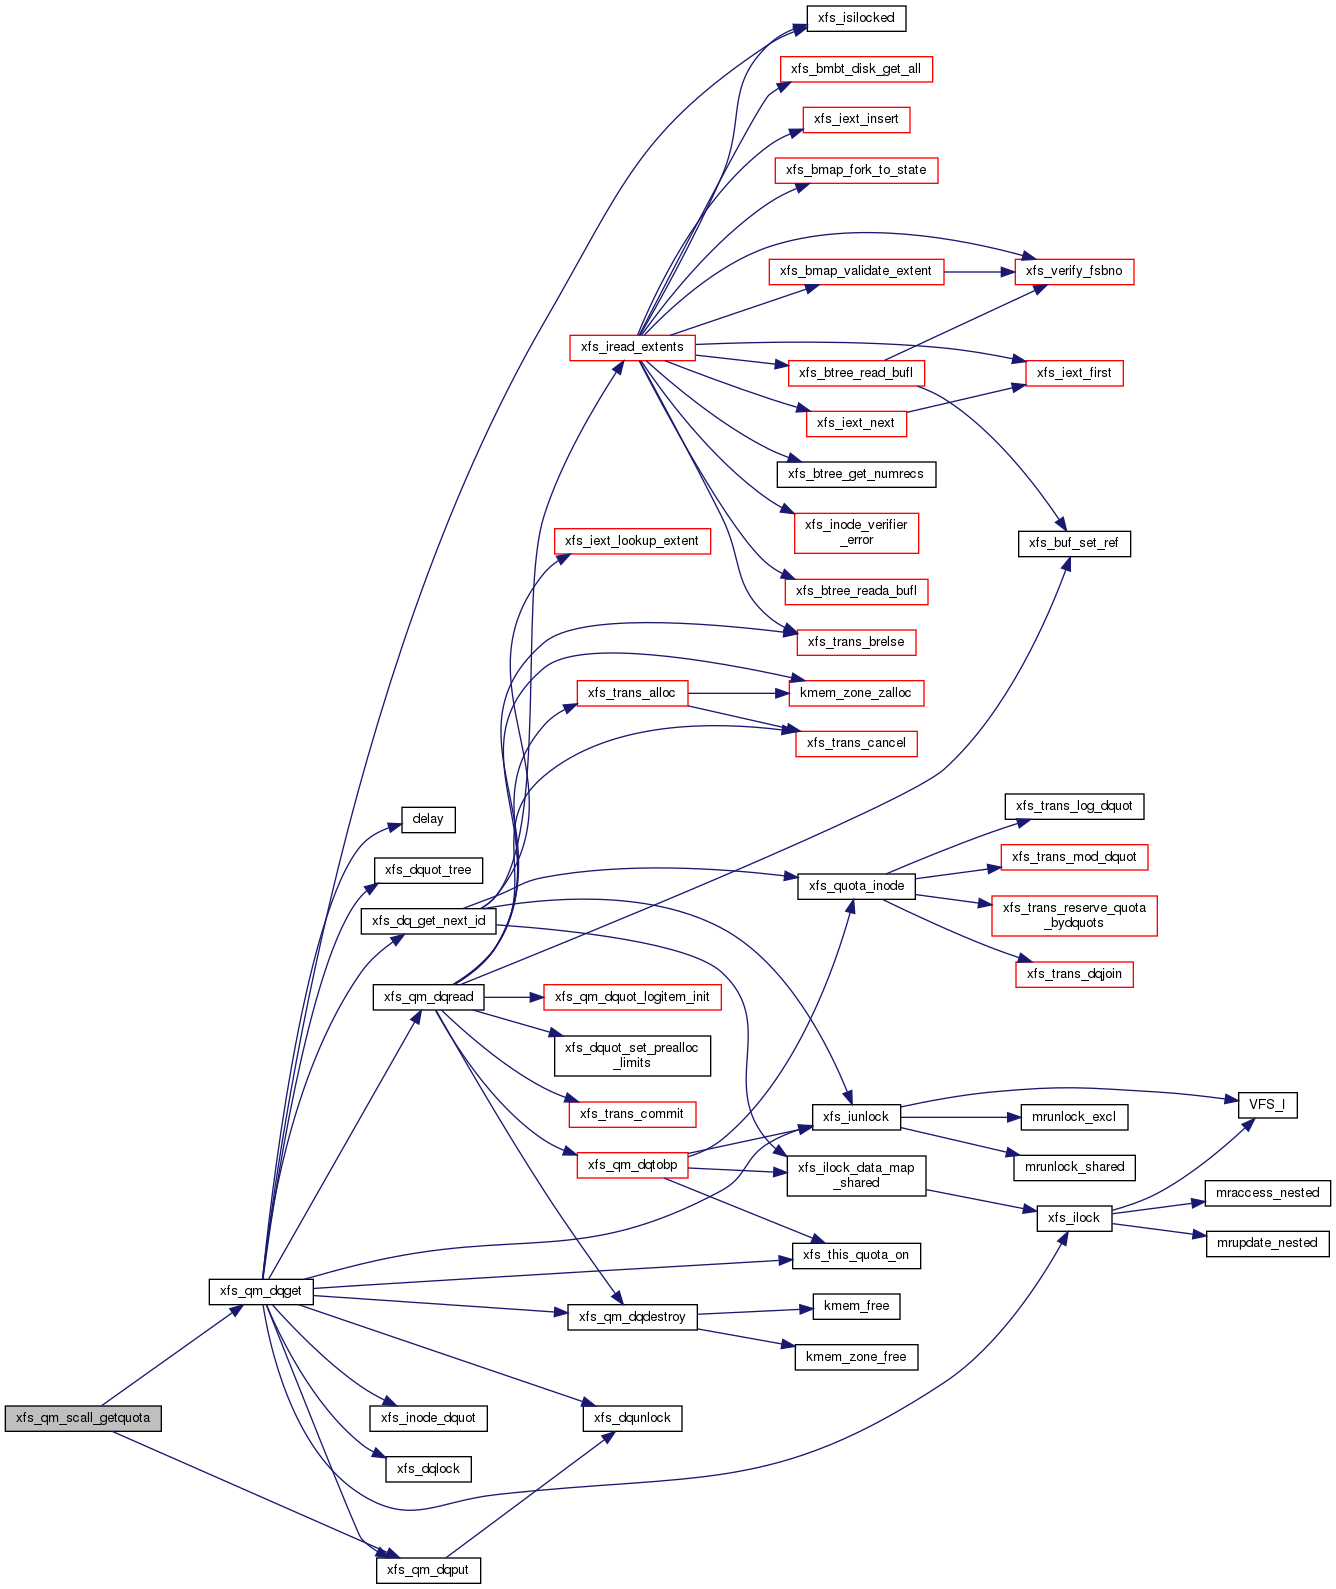 xfs_isilocked
xfs_bmbt_disk_get_all
xfs_iext_insert
xfs_bmap_fork_to_state
xfs_bmap_validate_extent
xfs_verify_fsbno
xfs_iread_extents
xfs_btree_read_bufl
xfs_iext_first
xfs_iext_next
xfs_btree_get_numrecs
xfs_inode_verifier
_error
xfs_iext_lookup_extent
xfs_buf_set_ref
xfs_btree_reada_bufl
xfs_trans_brelse
xfs_trans_alloc
kmem_zone_zalloc
xfs_trans_cancel
delay
xfs_trans_log_dquot
xfs_dquot_tree
xfs_trans_mod_dquot
xfs_quota_inode
xfs_dq_get_next_id
xfs_trans_reserve_quota
_bydquots
xfs_trans_dqjoin
xfs_qm_dqread
xfs_qm_dquot_logitem_init
xfs_dquot_set_prealloc
_limits
xfs_trans_commit
xfs_iunlock
VFS_I
mrunlock_excl
xfs_qm_dqtobp
xfs_ilock_data_map
_shared
mrunlock_shared
mraccess_nested
xfs_ilock
mrupdate_nested
xfs_this_quota_on
xfs_qm_dqget
xfs_qm_dqdestroy
kmem_free
kmem_zone_free
xfs_qm_scall_getquota
xfs_inode_dquot
xfs_dqunlock
xfs_dqlock
xfs_qm_dqput